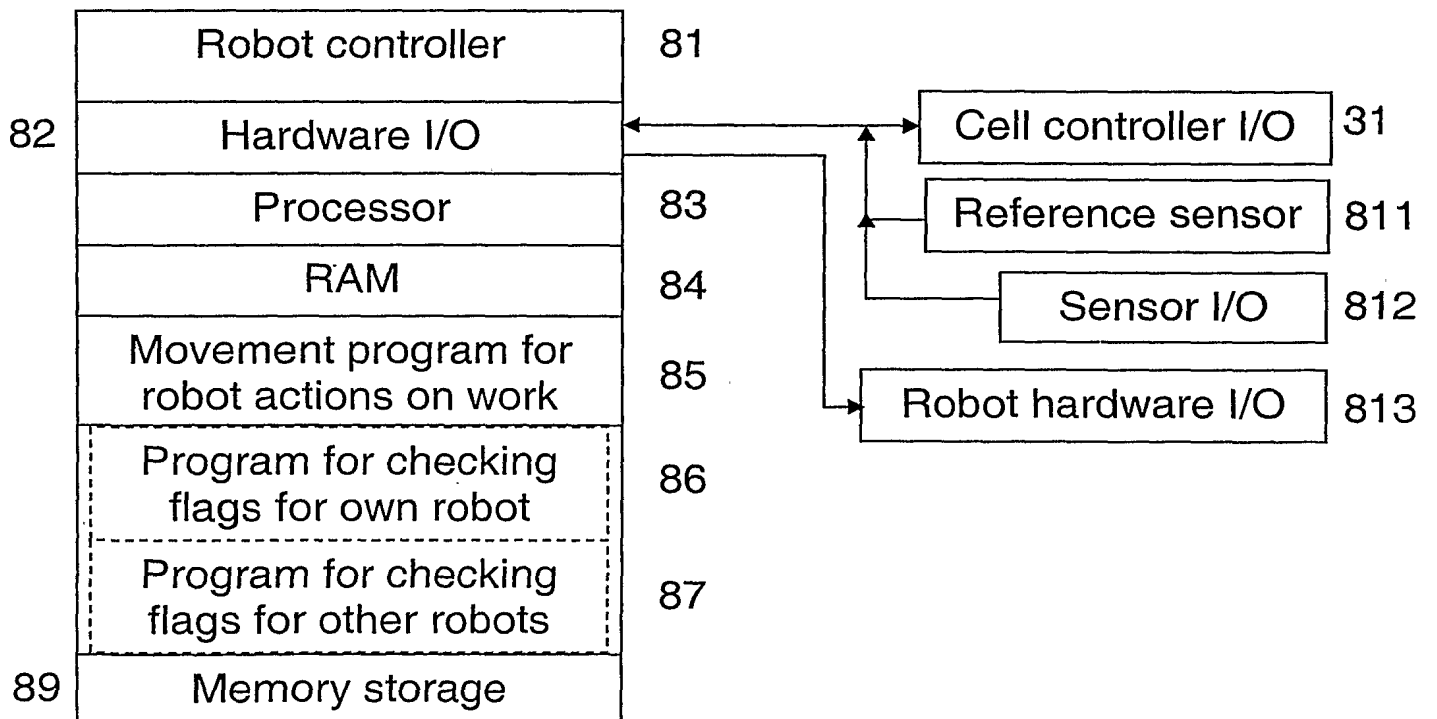 Robot controller 81
82 Hardware I/O
Processor 83
RAM 84
Movement program for
robot actions on work 85
Program for checking
flags for own robot 86
Program for checking
flags for other robots 87
89 Memory storage
Cell controller I/O 31
Reference sensor 811
Sensor I/O 812
Robot hardware I/O 813